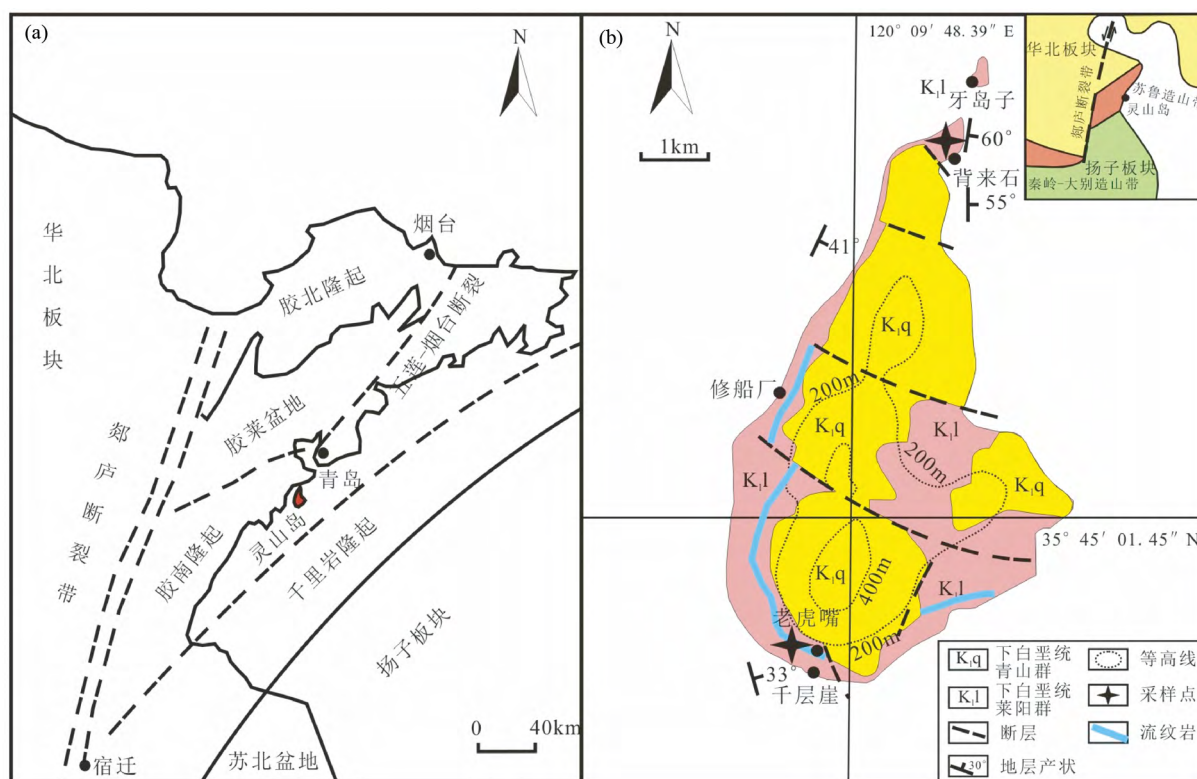 (a)
N
华北板块
烟台
胶北隆起
五莲-烟台断裂
胶莱盆地
郯庐断裂带
青岛
灵山岛
胶南隆起
千里岩隆起
扬子板块
0 40km
宿迁
苏北盆地
(b)
N
120° 09′ 48.39″ E
1km
K₁l
牙岛子
60°
背来石
55°
41°
K₁q
修船厂
200m
K₁q
K₁l
200m
K₁l
K₁q
35° 45′ 01.45″ N
K₁q
400m
K₁l
老虎嘴
200m
33°
千层崖
华北板块
郯庐断裂带
苏鲁造山带
灵山岛
扬子板块
秦岭-大别造山带
K₁q 下白垩统
青山群
等高线
K₁l 下白垩统
莱阳群
采样点
断层
流纹岩
30° 地层产状